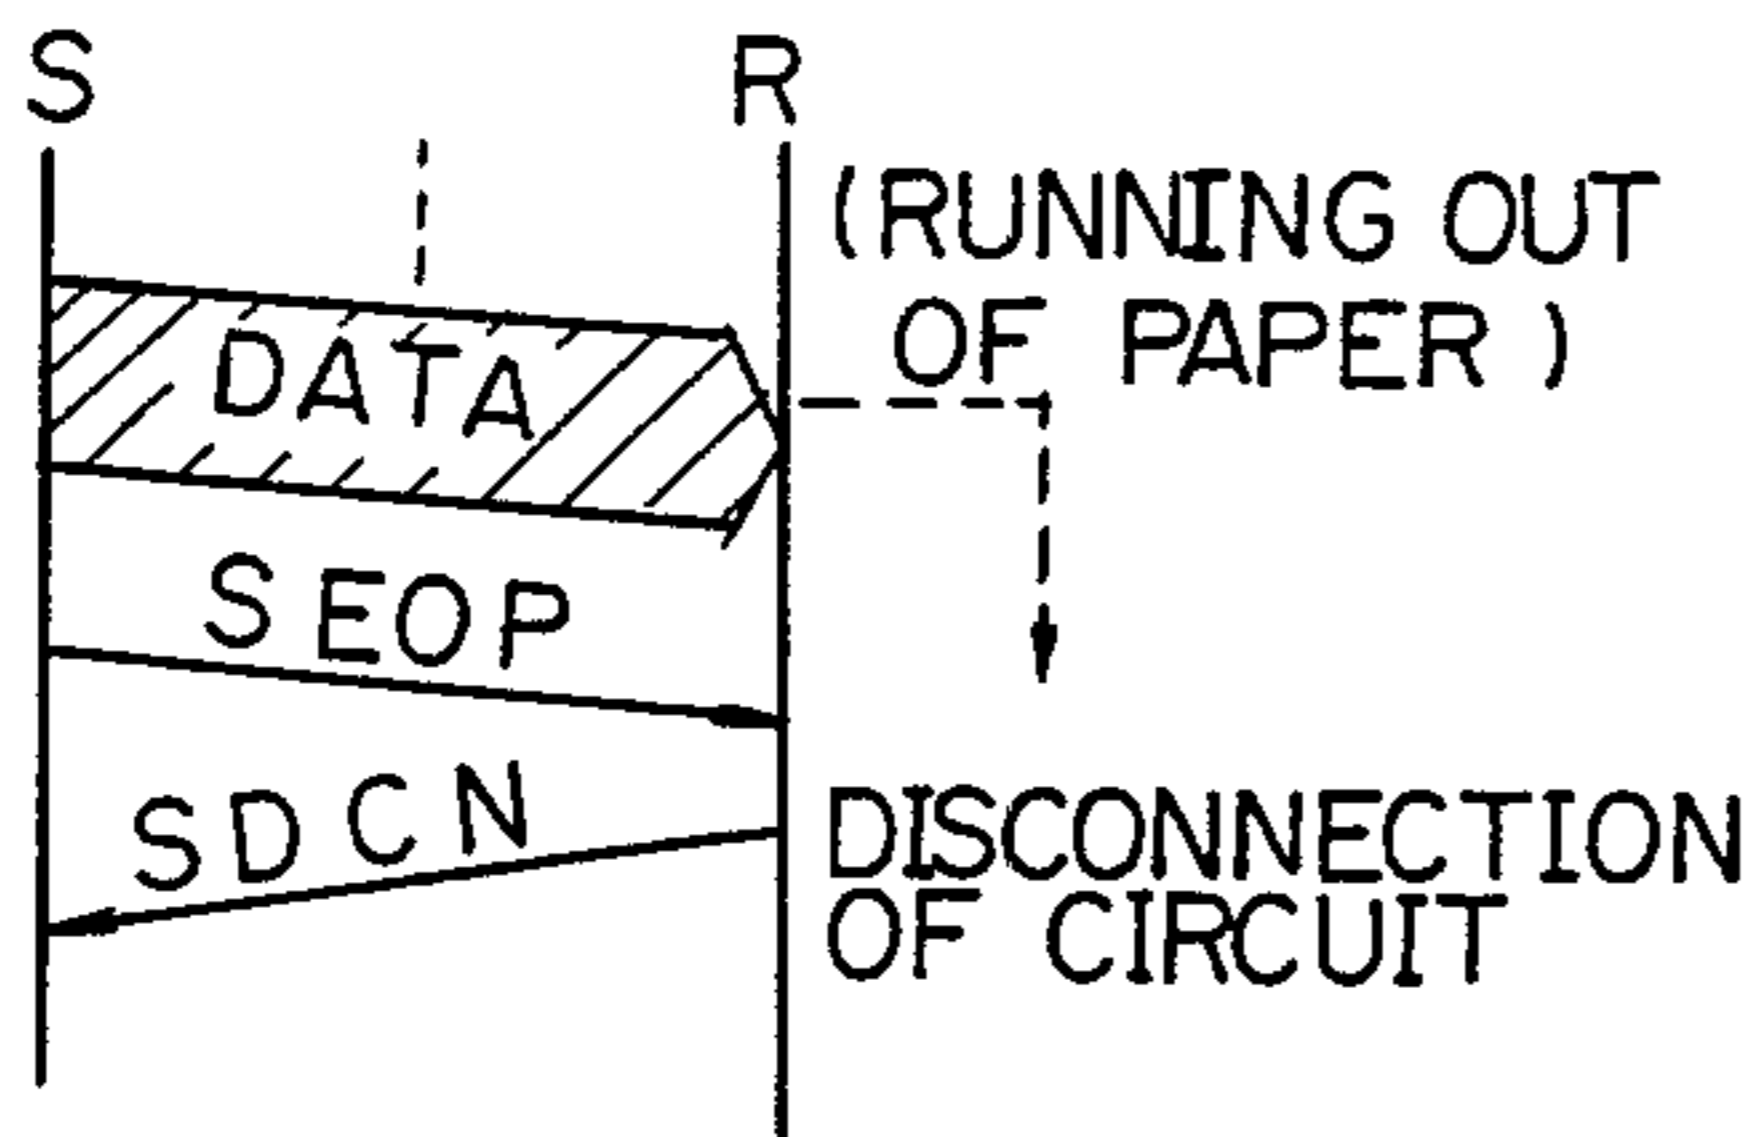 S
R
(RUNNING OUT
OF PAPER)
DATA
SEOP
SDCN
DISCONNECTION
OF CIRCUIT